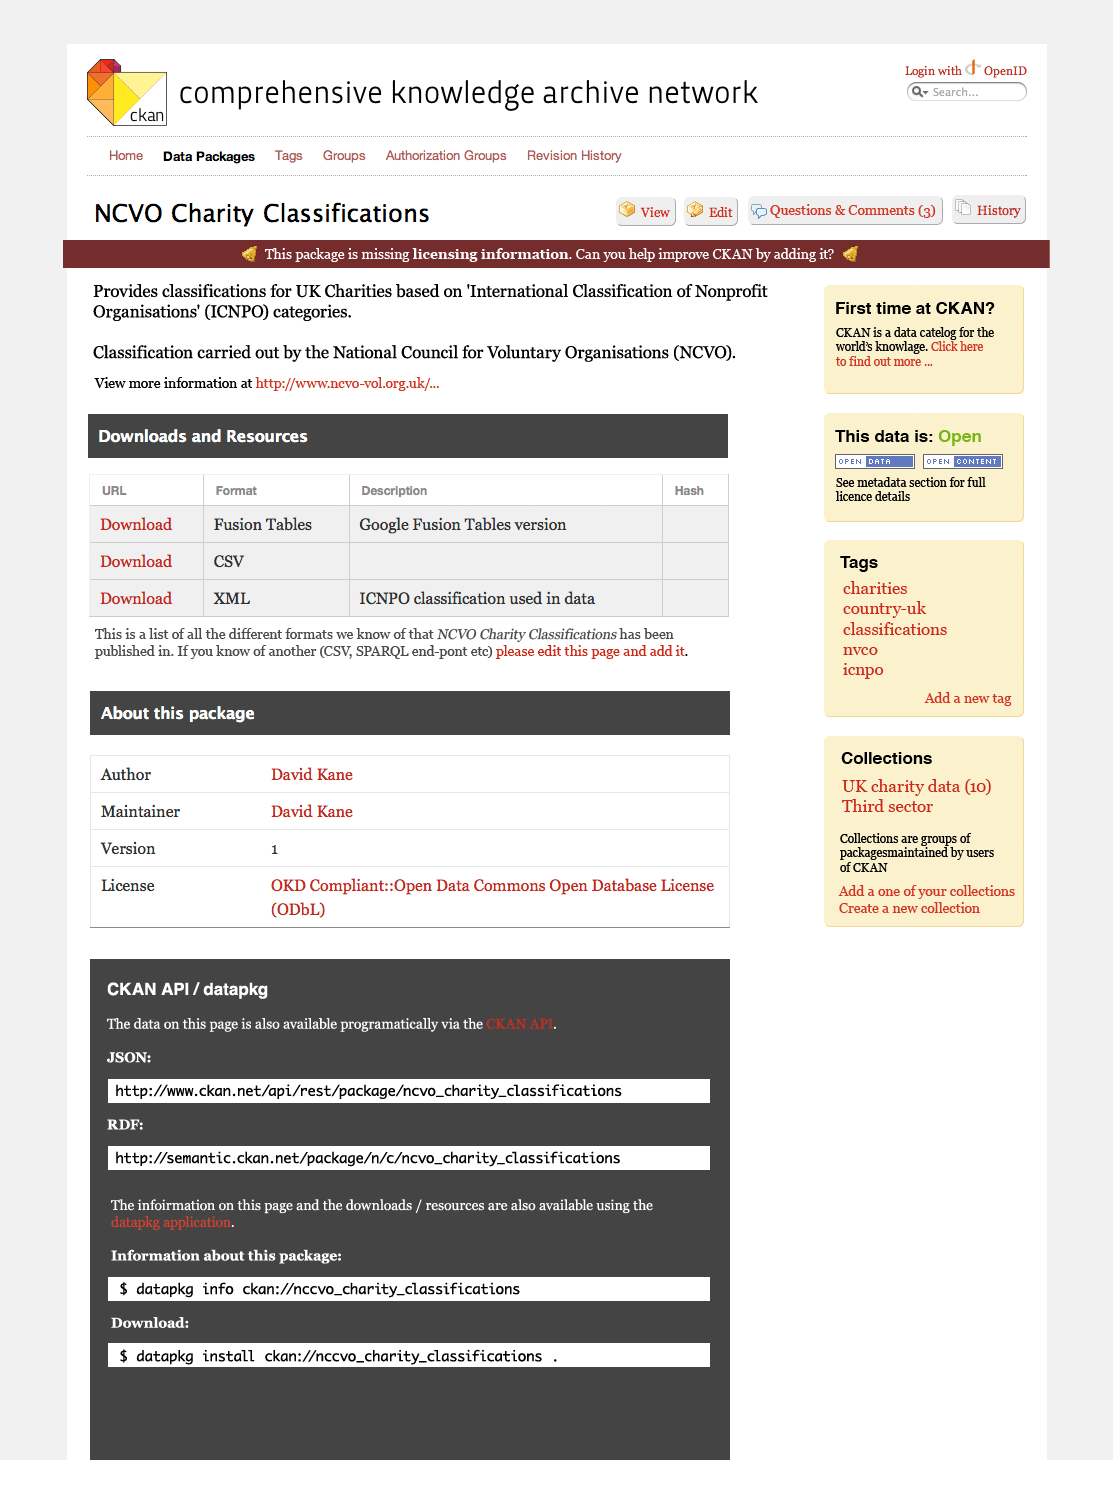 ckan
comprehensive knowledge archive network
Login with OpenID
Search...
Home Data Packages Tags Groups Authorization Groups Revision History
NCVO Charity Classifications
View Edit Questions & Comments (3) History
This package is missing licensing information. Can you help improve CKAN by adding it?
Provides classifications for UK Charities based on 'International Classification of Nonprofit
Organisations' (ICNPO) categories.
Classification carried out by the National Council for Voluntary Organisations (NCVO).
View more information at http://www.ncvo-vol.org.uk/...
Downloads and Resources
URL Format Description Hash
Download Fusion Tables Google Fusion Tables version
Download CSV
Download XML ICNPO classification used in data
This is a list of all the different formats we know of that NCVO Charity Classifications has been
published in. If you know of another (CSV, SPARQL end-pont etc) please edit this page and add it.
About this package
Author David Kane
Maintainer David Kane
Version 1
License OKD Compliant::Open Data Commons Open Database License
(ODbL)
CKAN API / datapkg
The data on this page is also available programatically via the CKAN API.
JSON:
http://www.ckan.net/api/rest/package/ncvo_charity_classifications
RDF:
http://semantic.ckan.net/package/n/c/ncvo_charity_classifications
The infoirmation on this page and the downloads / resources are also available using the
datapkg application.
Information about this package:
$ datapkg info ckan://nccvo_charity_classifications
Download:
$ datapkg install ckan://nccvo_charity_classifications .
First time at CKAN?
CKAN is a data catelog for the
world's knowlage. Click here
to find out more ...
This data is: Open
OPEN DATA OPEN CONTENT
See metadata section for full
licence details
Tags
charities
country-uk
classifications
nvco
icnpo
Add a new tag
Collections
UK charity data (10)
Third sector
Collections are groups of
packagesmaintained by users
of CKAN
Add a one of your collections
Create a new collection